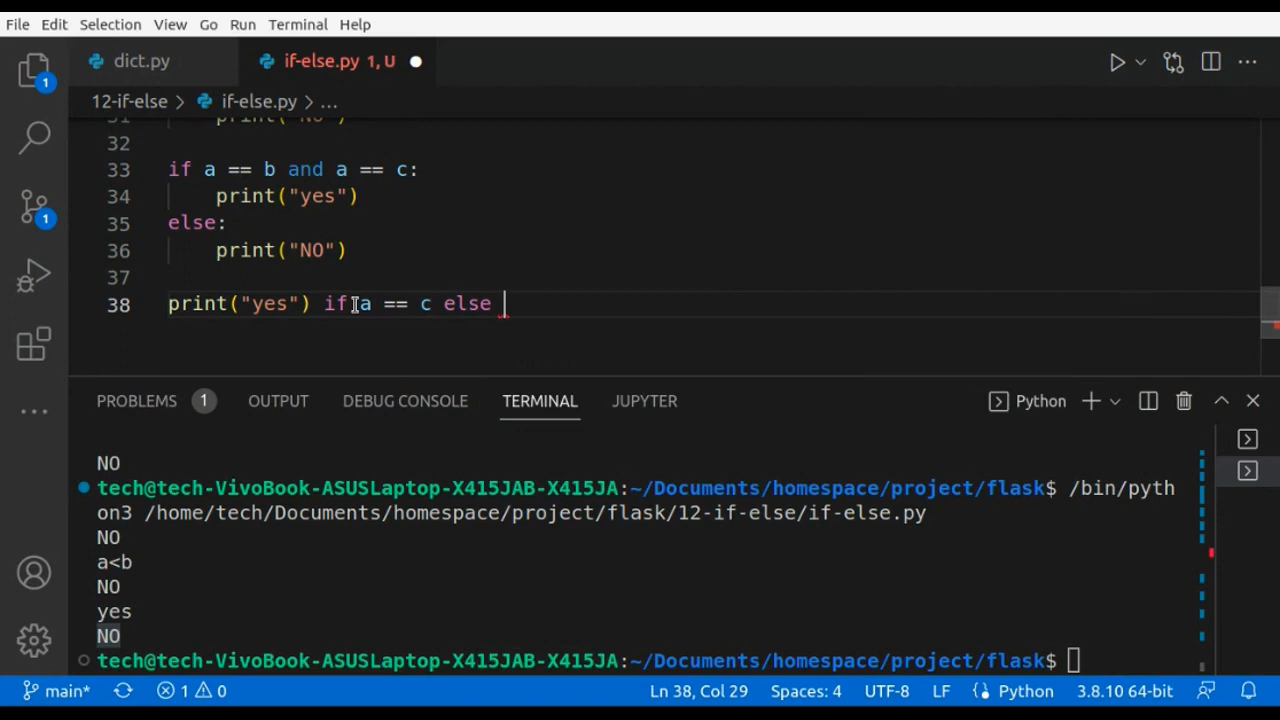 File Edit Selection View Go Run Terminal Help
dict.py if-else.py 1, U
12-if-else > if-else.py > ...
31 print("NO")
32
33 if a == b and a == c:
34 print("yes")
35 else:
36 print("NO")
37
38 print("yes") if a == c else
PROBLEMS 1 OUTPUT DEBUG CONSOLE TERMINAL JUPYTER Python
NO
tech@tech-VivoBook-ASUSLaptop-X415JAB-X415JA:~/Documents/homespace/project/flask$ /bin/pyth
on3 /home/tech/Documents/homespace/project/flask/12-if-else/if-else.py
NO
a<b
NO
yes
NO
tech@tech-VivoBook-ASUSLaptop-X415JAB-X415JA:~/Documents/homespace/project/flask$
1
1
main* 1 0 Ln 38, Col 29 Spaces: 4 UTF-8 LF Python 3.8.10 64-bit